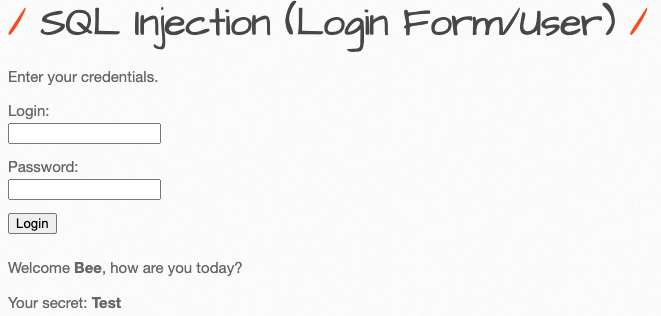 / SQL Injection (Login Form/User) /
Enter your credentials.
Login:
Password:
Login
Welcome Bee, how are you today?
Your secret: Test